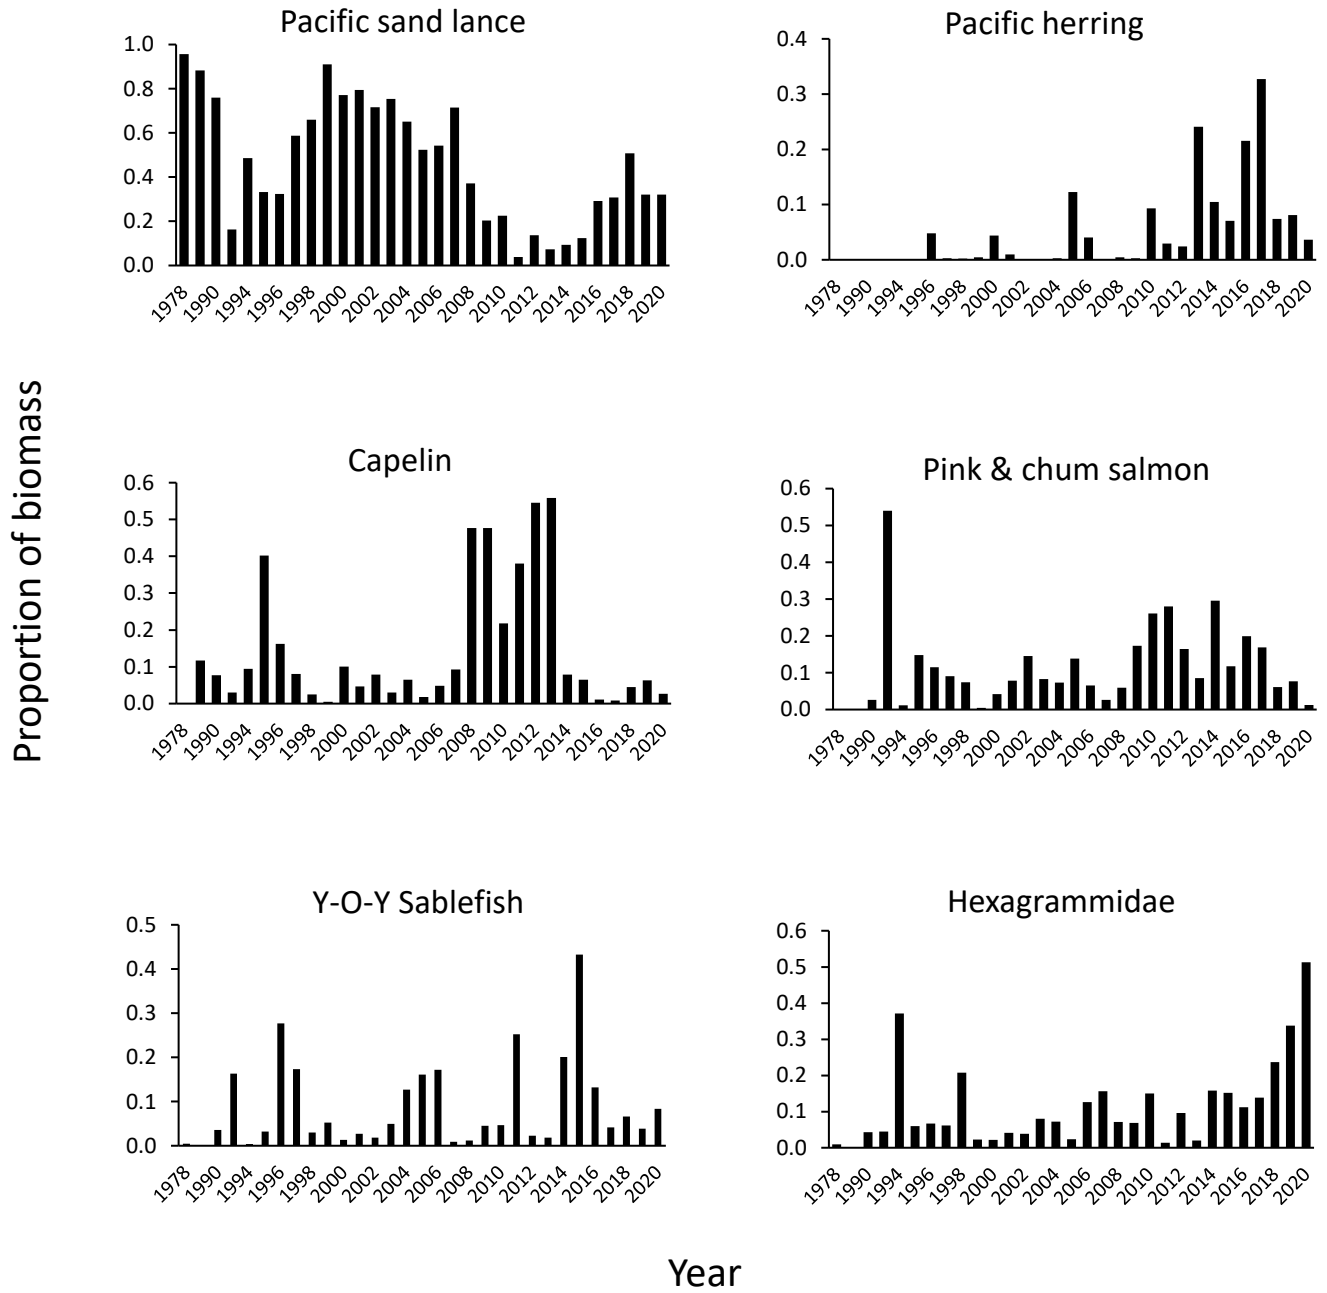 Pacific sand lance
1.0
0.8
0.6
0.4
0.2
0.0
1978 1990 1994 1996 1998 2000 2002 2004 2006 2008 2010 2012 2014 2016 2018 2020
Pacific herring
0.4
0.3
0.2
0.1
0.0
1978 1990 1994 1996 1998 2000 2002 2004 2006 2008 2010 2012 2014 2016 2018 2020
Proportion of biomass
Capelin
0.6
0.5
0.4
0.3
0.2
0.1
0.0
1978 1990 1994 1996 1998 2000 2002 2004 2006 2008 2010 2012 2014 2016 2018 2020
Pink & chum salmon
0.6
0.5
0.4
0.3
0.2
0.1
0.0
1978 1990 1994 1996 1998 2000 2002 2004 2006 2008 2010 2012 2014 2016 2018 2020
Y-O-Y Sablefish
0.5
0.4
0.3
0.2
0.1
0.0
1978 1990 1994 1996 1998 2000 2002 2004 2006 2008 2010 2012 2014 2016 2018 2020
Hexagrammidae
0.6
0.5
0.4
0.3
0.2
0.1
0.0
1978 1990 1994 1996 1998 2000 2002 2004 2006 2008 2010 2012 2014 2016 2018 2020
Year